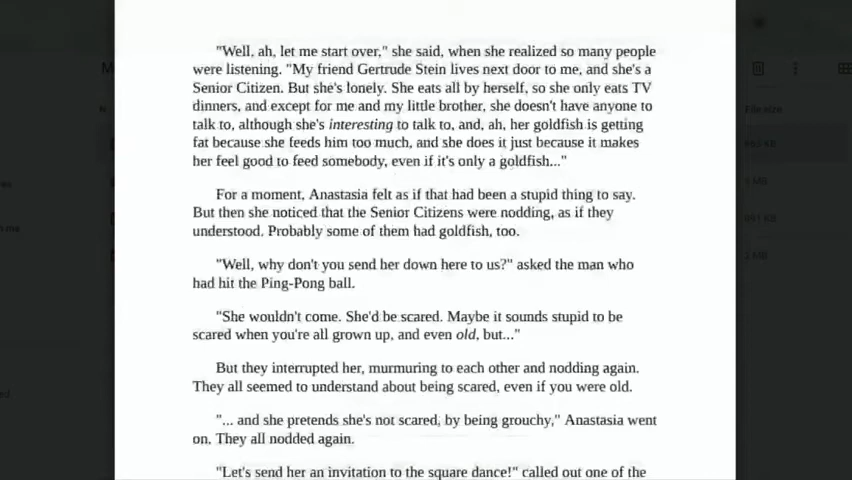 "Well, ah, let me start over," she said, when she realized so many people
were listening. "My friend Gertrude Stein lives next door to me, and she's a
Senior Citizen. But she's lonely. She eats all by herself, so she only eats TV
dinners, and except for me and my little brother, she doesn't have anyone to
talk to, although she's interesting to talk to, and, ah, her goldfish is getting
fat because she feeds him too much, and she does it just because it makes
her feel good to feed somebody, even if it's only a goldfish..."
For a moment, Anastasia felt as if that had been a stupid thing to say.
But then she noticed that the Senior Citizens were nodding, as if they
understood. Probably some of them had goldfish, too.
"Well, why don't you send her down here to us?" asked the man who
had hit the Ping-Pong ball.
"She wouldn't come. She'd be scared. Maybe it sounds stupid to be
scared when you're all grown up, and even old, but..."
But they interrupted her, murmuring to each other and nodding again.
They all seemed to understand about being scared, even if you were old.
"... and she pretends she's not scared, by being grouchy," Anastasia went
on. They all nodded again.
"Let's send her an invitation to the square dance!" called out one of the
File size
663 KB
1 MB
691 KB
2 MB